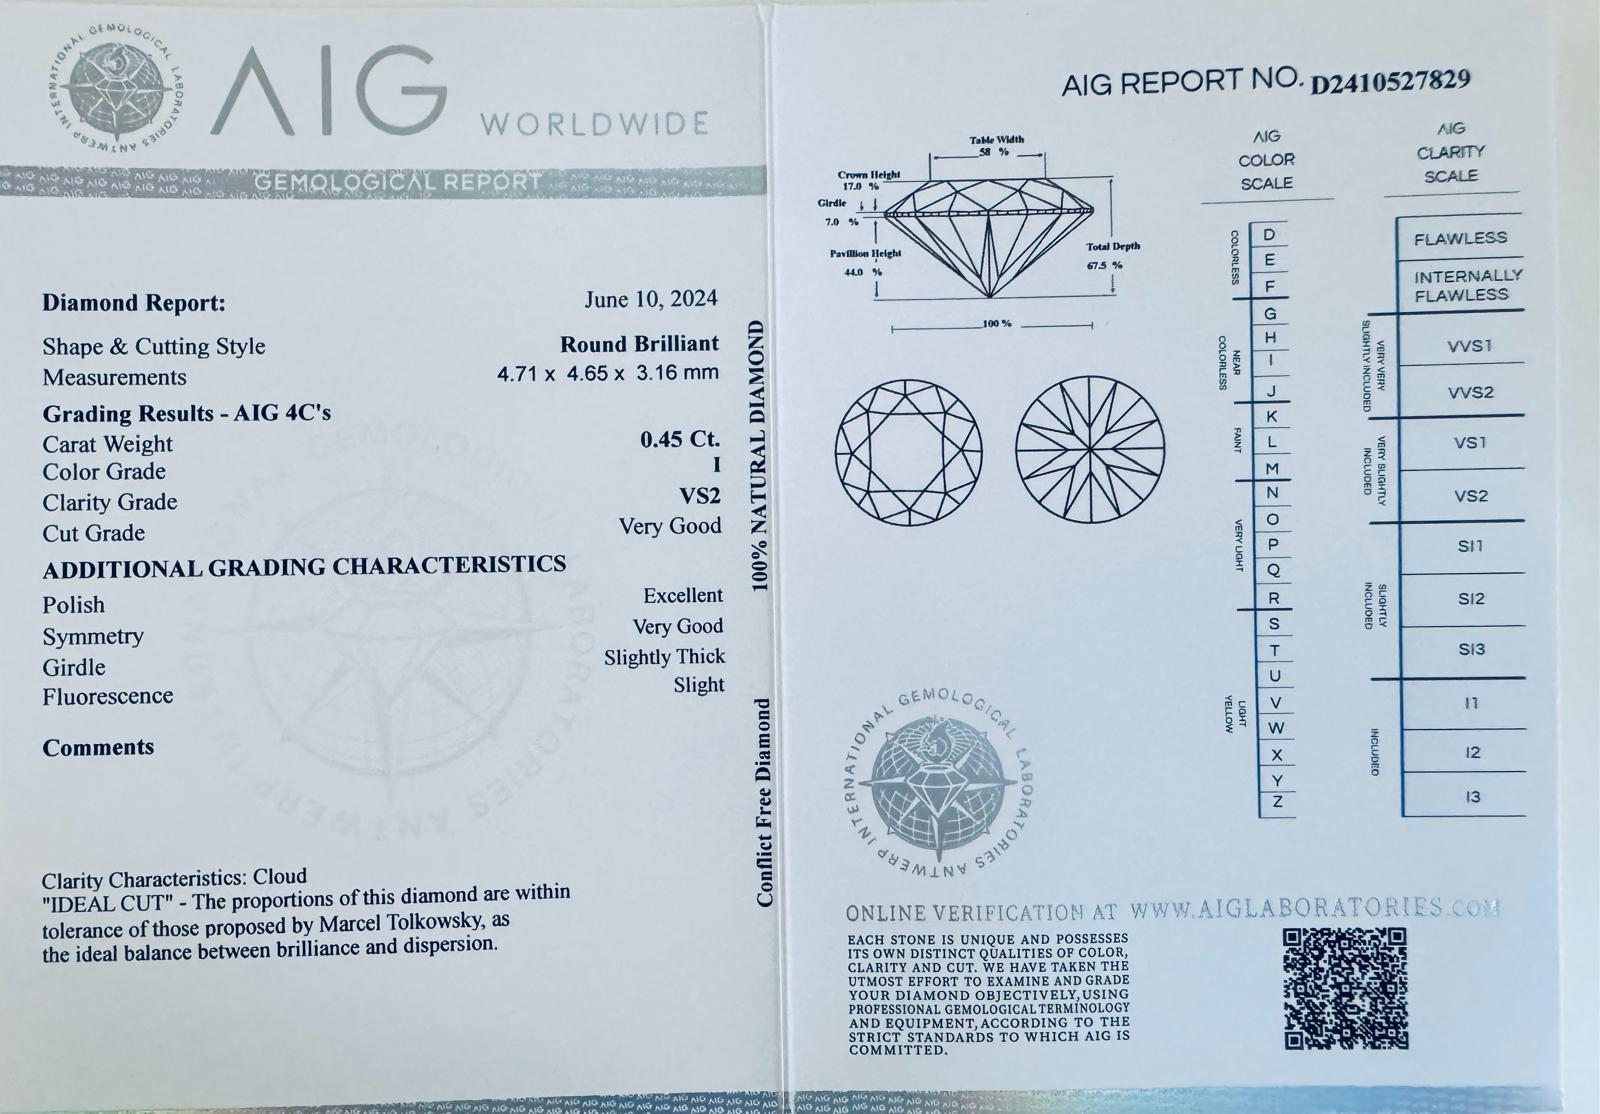 ANTWERP INTERNATIONAL GEMOLOGICAL LABORATORIES
AIG
WORLDWIDE
GEMOLOGICAL REPORT
Diamond Report: June 10, 2024
Shape & Cutting Style Round Brilliant
Measurements 4.71 x 4.65 x 3.16 mm
Grading Results - AIG 4C's
Carat Weight 0.45 Ct.
Color Grade I
Clarity Grade VS2
Cut Grade Very Good
ADDITIONAL GRADING CHARACTERISTICS
Polish Excellent
Symmetry Very Good
Girdle Slightly Thick
Fluorescence Slight
Comments
Clarity Characteristics: Cloud
"IDEAL CUT" - The proportions of this diamond are within
tolerance of those proposed by Marcel Tolkowsky, as
the ideal balance between brilliance and dispersion.
100% NATURAL DIAMOND
Conflict Free Diamond
AIG REPORT NO. D2410527829
Table Width
58 %
Crown Height
17.0 %
Girdle
7.0 %
Pavillion Height
44.0 %
Total Depth
67.5 %
100 %
AIG
COLOR
SCALE
COLORLESS
D
E
F
NEAR
COLORLESS
G
H
I
J
FAINT
K
L
M
VERY LIGHT
N
O
P
Q
R
LIGHT
YELLOW
S
T
U
V
W
X
Y
Z
AIG
CLARITY
SCALE
FLAWLESS
INTERNALLY
FLAWLESS
VERY VERY
SLIGHTLY INCLUDED
VVS1
VVS2
VERY SLIGHTLY
INCLUDED
VS1
VS2
SLIGHTLY
INCLUDED
SI1
SI2
SI3
INCLUDED
I1
I2
I3
ANTWERP INTERNATIONAL GEMOLOGICAL LABORATORIES
ONLINE VERIFICATION AT WWW.AIGLABORATORIES.COM
EACH STONE IS UNIQUE AND POSSESSES
ITS OWN DISTINCT QUALITIES OF COLOR,
CLARITY AND CUT. WE HAVE TAKEN THE
UTMOST EFFORT TO EXAMINE AND GRADE
YOUR DIAMOND OBJECTIVELY, USING
PROFESSIONAL GEMOLOGICAL TERMINOLOGY
AND EQUIPMENT, ACCORDING TO THE
STRICT STANDARDS TO WHICH AIG IS
COMMITTED.